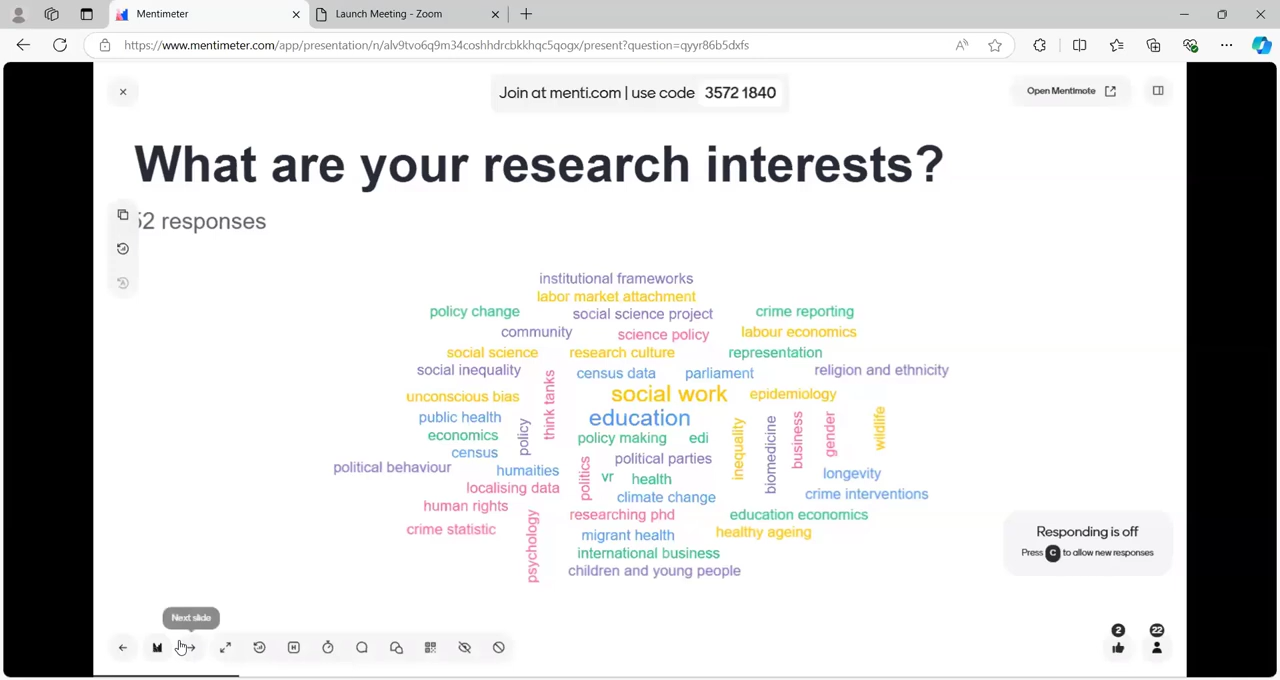 Mentimeter
Launch Meeting - Zoom
https://www.mentimeter.com/app/presentation/n/alv9tvo6q9m34coshhdrcbkkhqc5qogx/present?question=qyyr86b5dxfs
Join at menti.com | use code 3572 1840
Open Mentimote
What are your research interests?
52 responses
institutional frameworks
labor market attachment
policy change
social science project
crime reporting
community
science policy
labour economics
social science
research culture
representation
social inequality
census data
parliament
religion and ethnicity
think tanks
social work
unconscious bias
epidemiology
public health
education
wildlife
economics
policy
policy making
edi
inequality
biomedicine
business
gender
census
political parties
political behaviour
humaities
politics
vr
health
longevity
localising data
climate change
crime interventions
human rights
researching phd
education economics
crime statistic
psychology
migrant health
healthy ageing
international business
children and young people
Responding is off
Press C to allow new responses
Next slide
2
22